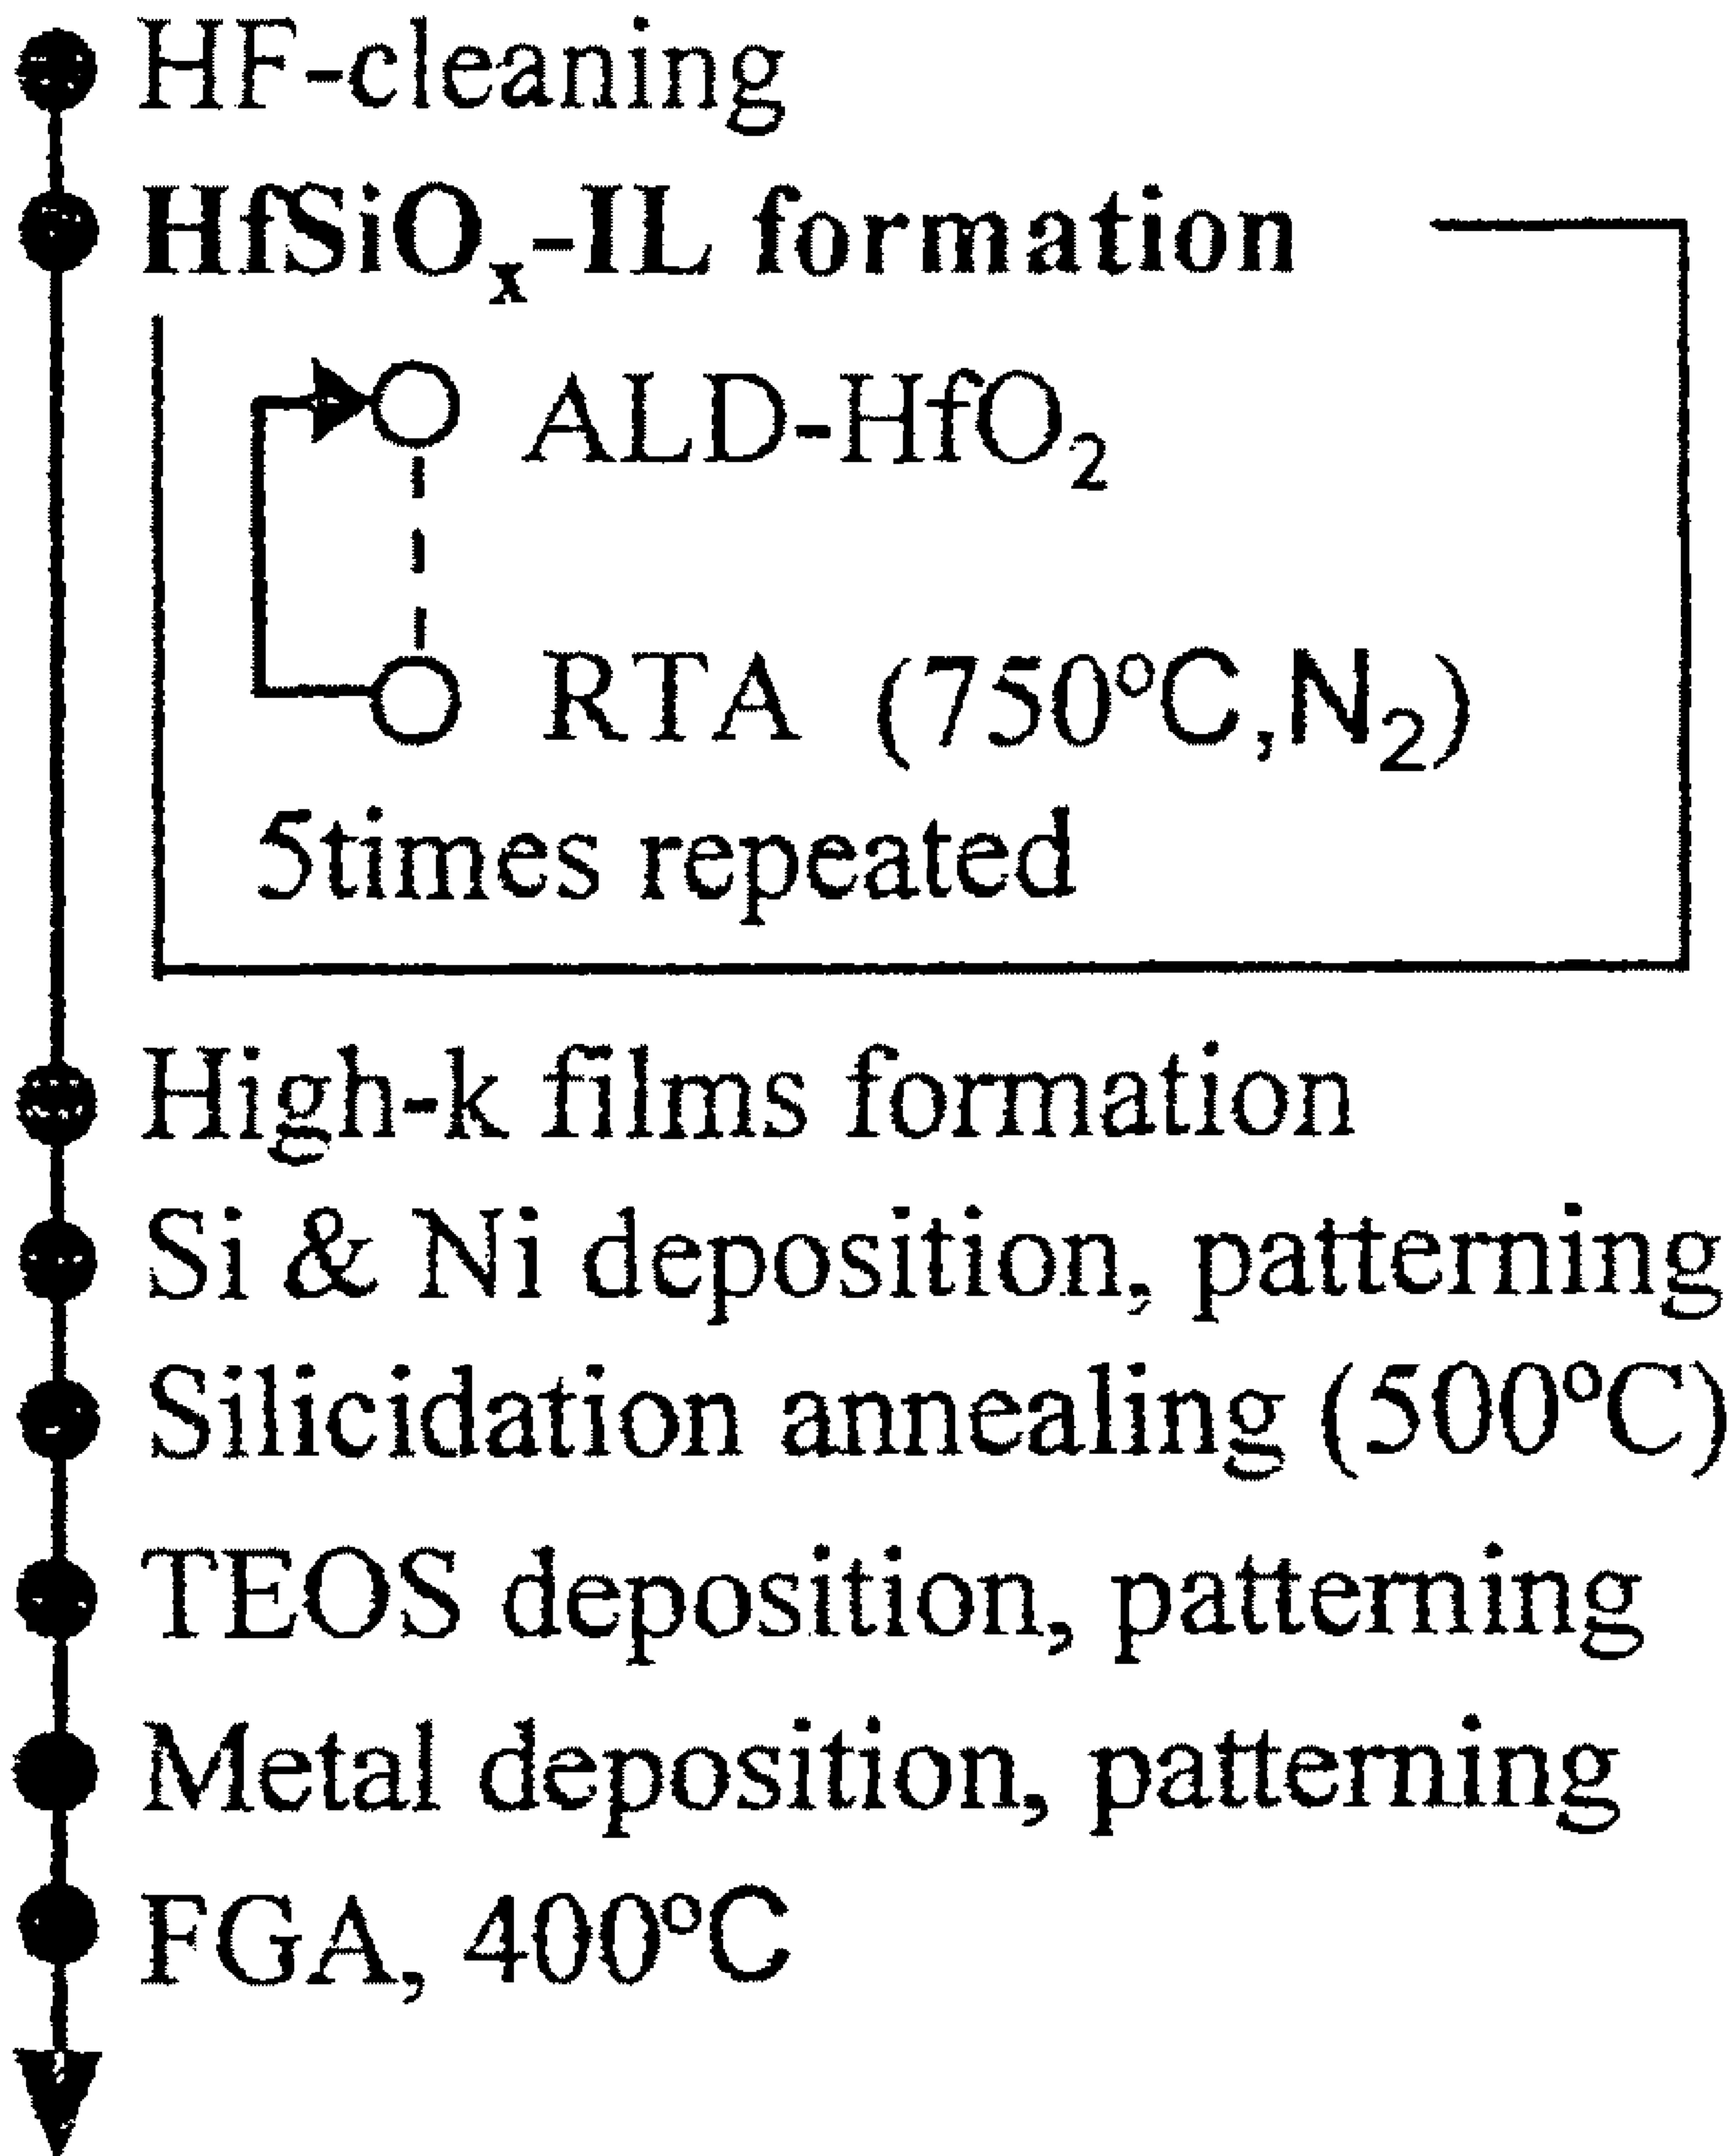 HF-cleaning
HfSiOₓ-IL formation
ALD-HfO₂
RTA (750°C,N₂)
5times repeated
High-k films formation
Si & Ni deposition, patterning
Silicidation annealing (500°C)
TEOS deposition, patterning
Metal deposition, patterning
FGA, 400°C